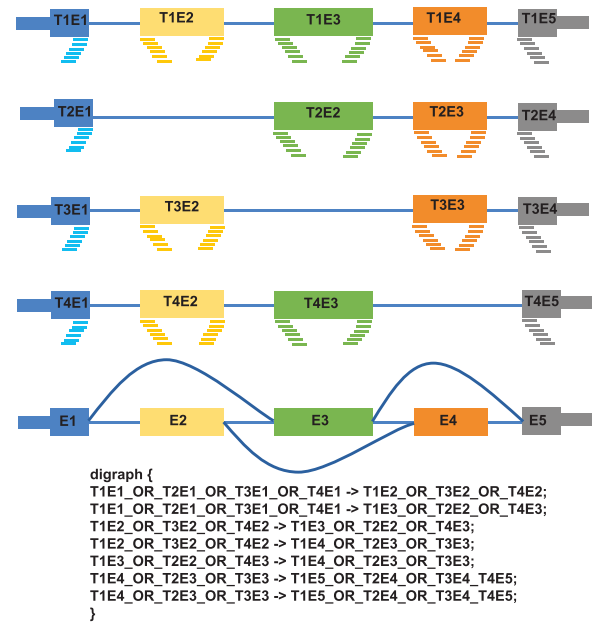 T1E1 T1E2 T1E3 T1E4 T1E5
T2E1 T2E2 T2E3 T2E4
T3E1 T3E2 T3E3 T3E4
T4E1 T4E2 T4E3 T4E5
E1 E2 E3 E4 E5
digraph {
T1E1_OR_T2E1_OR_T3E1_OR_T4E1 -> T1E2_OR_T3E2_OR_T4E2;
T1E1_OR_T2E1_OR_T3E1_OR_T4E1 -> T1E3_OR_T2E2_OR_T4E3;
T1E2_OR_T3E2_OR_T4E2 -> T1E3_OR_T2E2_OR_T4E3;
T1E2_OR_T3E2_OR_T4E2 -> T1E4_OR_T2E3_OR_T3E3;
T1E3_OR_T2E2_OR_T4E3 -> T1E4_OR_T2E3_OR_T3E3;
T1E4_OR_T2E3_OR_T3E3 -> T1E5_OR_T2E4_OR_T3E4_T4E5;
T1E4_OR_T2E3_OR_T3E3 -> T1E5_OR_T2E4_OR_T3E4_T4E5;
}